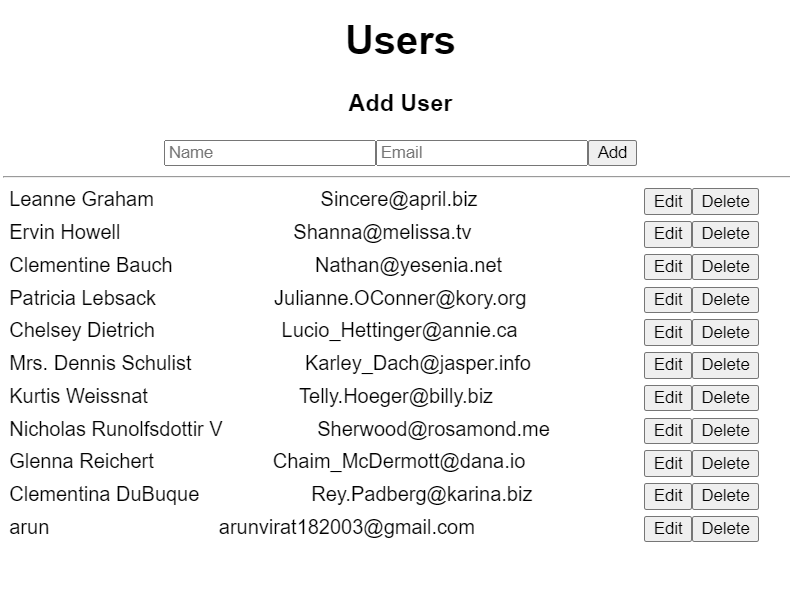 Users
Add User
Name Email Add
Leanne Graham Sincere@april.biz Edit Delete
Ervin Howell Shanna@melissa.tv Edit Delete
Clementine Bauch Nathan@yesenia.net Edit Delete
Patricia Lebsack Julianne.OConner@kory.org Edit Delete
Chelsey Dietrich Lucio_Hettinger@annie.ca Edit Delete
Mrs. Dennis Schulist Karley_Dach@jasper.info Edit Delete
Kurtis Weissnat Telly.Hoeger@billy.biz Edit Delete
Nicholas Runolfsdottir V Sherwood@rosamond.me Edit Delete
Glenna Reichert Chaim_McDermott@dana.io Edit Delete
Clementina DuBuque Rey.Padberg@karina.biz Edit Delete
arun arunvirat182003@gmail.com Edit Delete